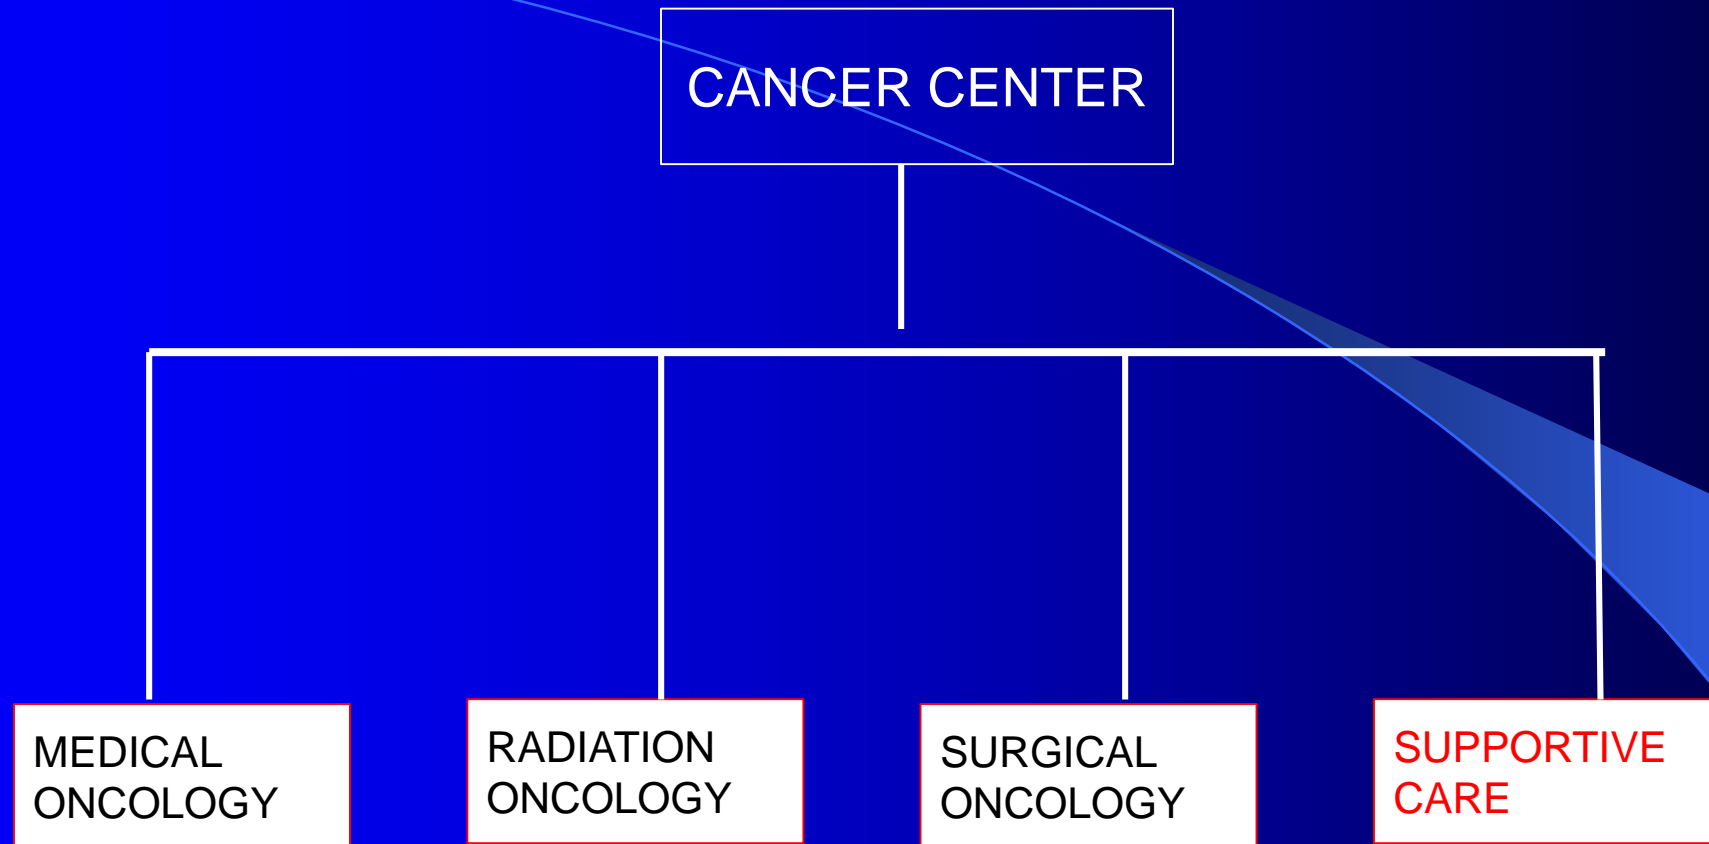 CANCER CENTER
MEDICAL
ONCOLOGY
RADIATION
ONCOLOGY
SURGICAL
ONCOLOGY
SUPPORTIVE
CARE